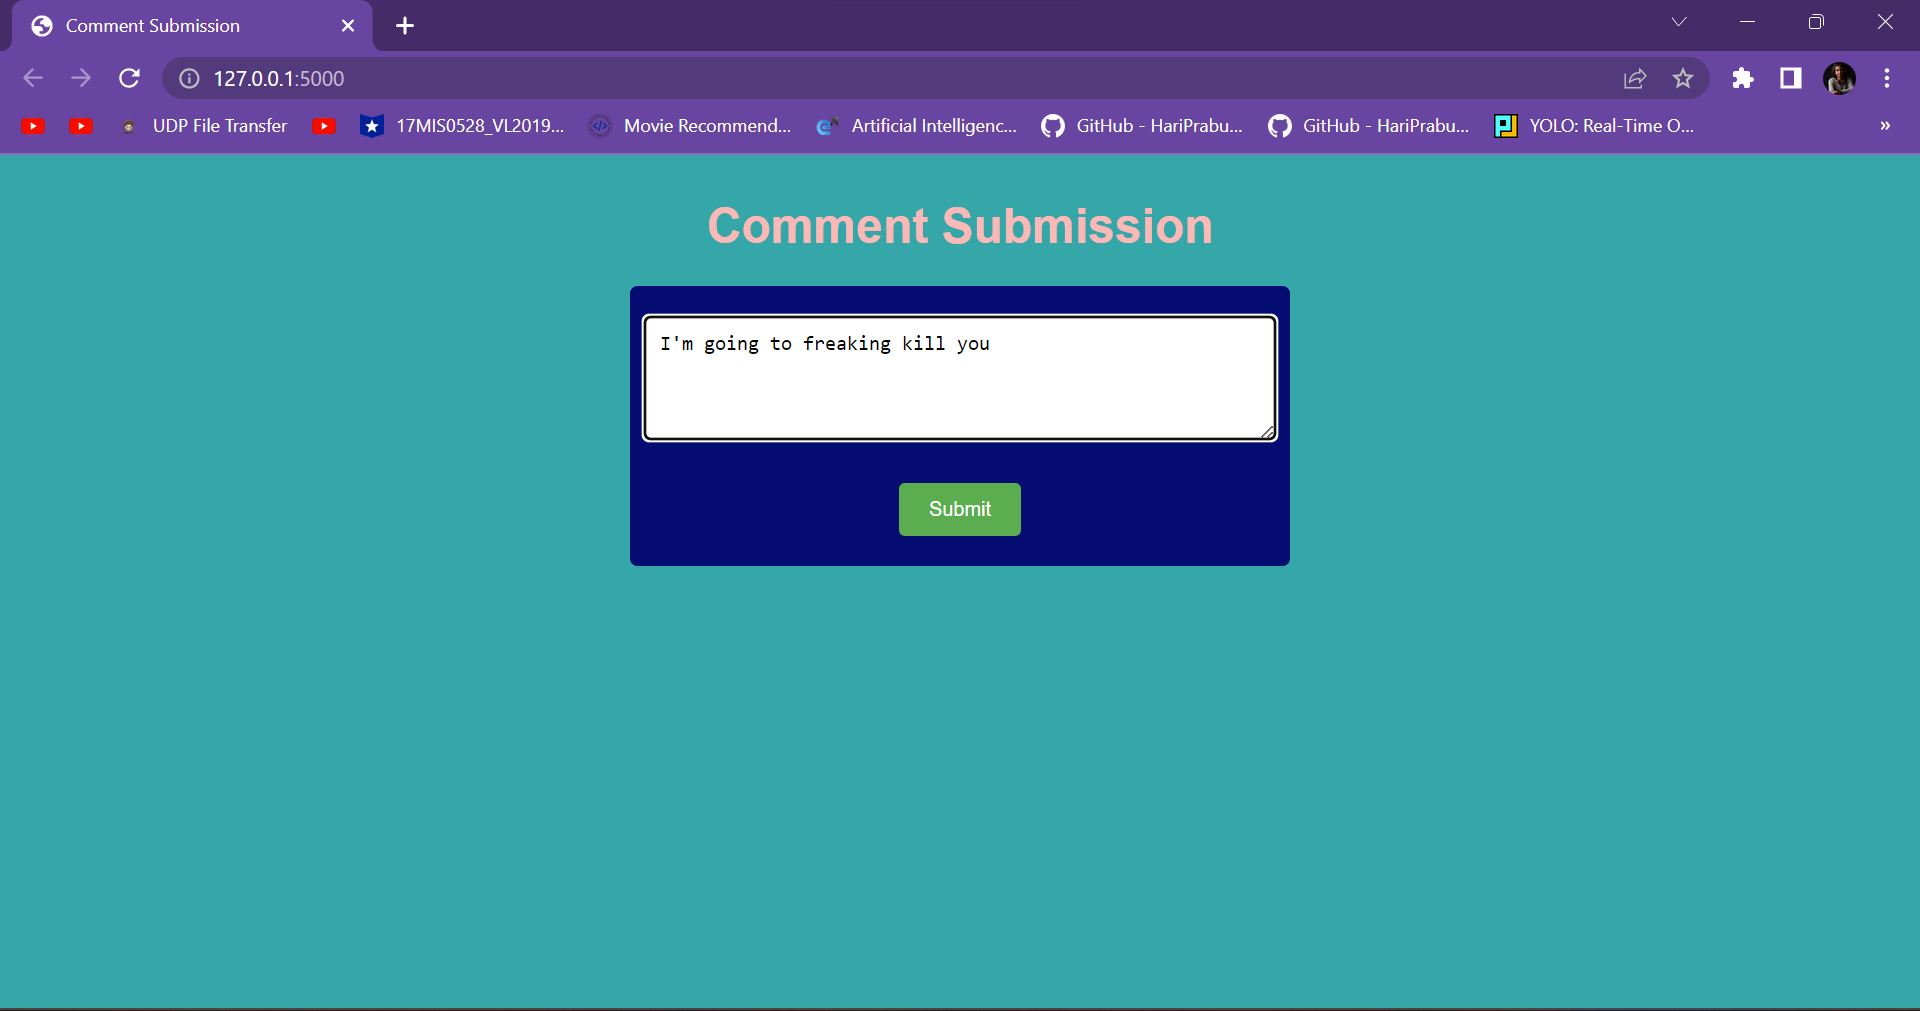 Comment Submission
127.0.0.1:5000
UDP File Transfer
17MIS0528_VL2019...
Movie Recommend...
Artificial Intelligenc...
GitHub - HariPrabu...
GitHub - HariPrabu...
YOLO: Real-Time O...
Comment Submission
I'm going to freaking kill you
Submit